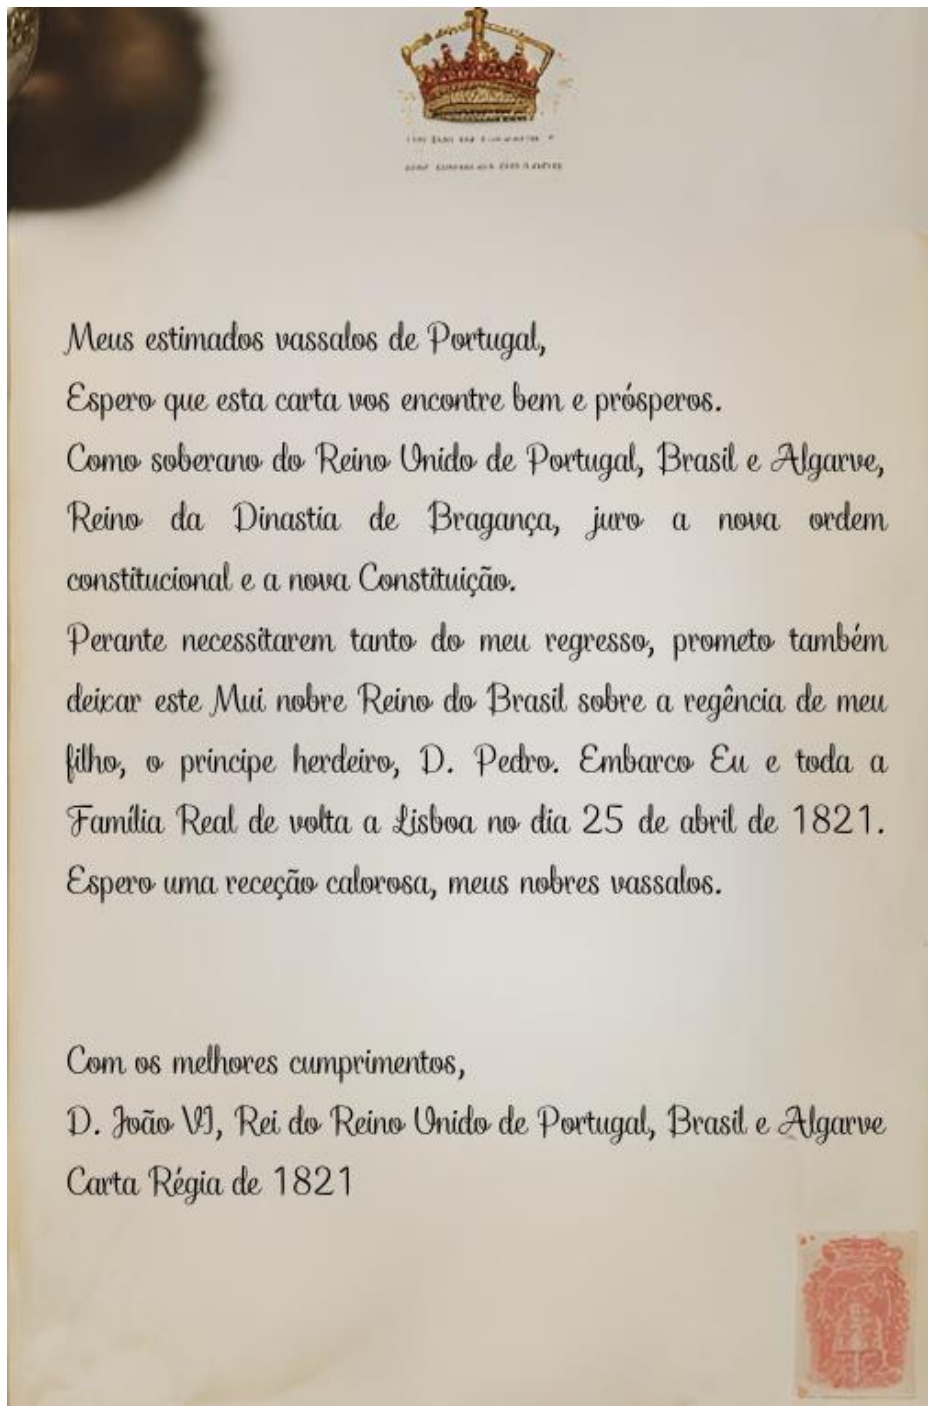 Meus estimados vassalos de Portugal,
Espero que esta carta vos encontre bem e prósperos.
Como soberano do Reino Unido de Portugal, Brasil e Algarve,
Reino da Dinastia de Bragança, juro a nova ordem
constitucional e a nova Constituição.
Perante necessitarem tanto do meu regresso, prometo também
deixar este Mui nobre Reino do Brasil sobre a regência de meu
filho, o principe herdeiro, D. Pedro. Embarco Eu e toda a
Família Real de volta a Lisboa no dia 25 de abril de 1821.
Espero uma receção calorosa, meus nobres vassalos.
Com os melhores cumprimentos,
D. João VI, Rei do Reino Unido de Portugal, Brasil e Algarve
Carta Régia de 1821